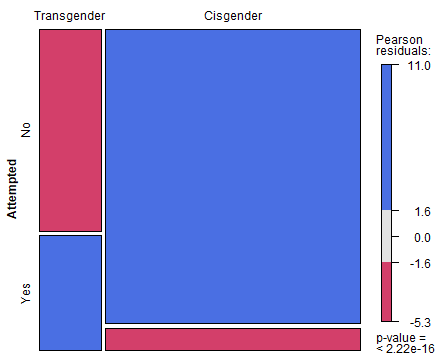 Transgender Cisgender
Pearson
residuals:
11.0
No
Attempted
1.6
0.0
-1.6
Yes
-5.3
p-value =
< 2.22e-16